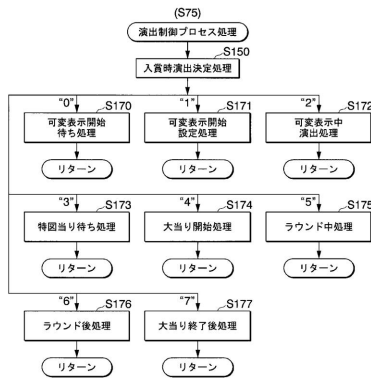 (S75)
演出制御プロセス処理
S150
入賞時演出決定処理
“0” S170 “1” S171 “2” S172
可変表示開始 可変表示開始 可変表示中
待ち処理 設定処理 演出処理
リターン リターン リターン
“3” S173 “4” S174 “5” S175
特図当り待ち処理 大当り開始処理 ラウンド中処理
リターン リターン リターン
“6” S176 “7” S177
ラウンド後処理 大当り終了後処理
リターン リターン